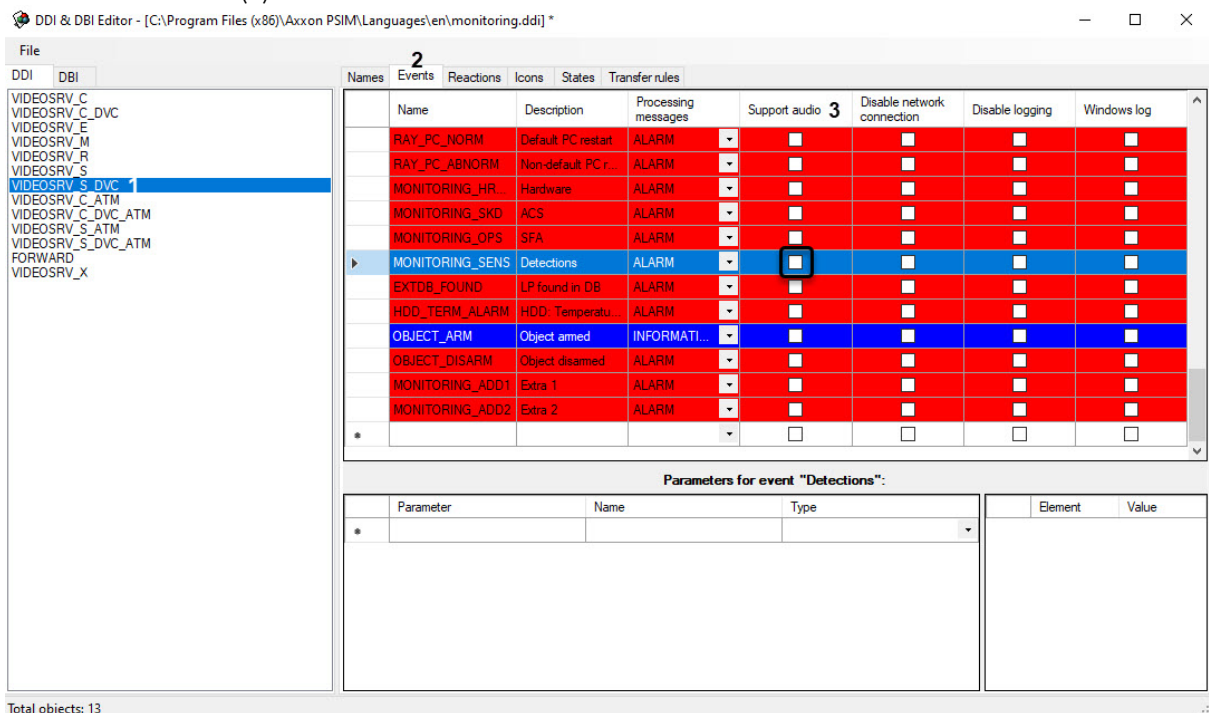 DDI & DBI Editor - [C:\Program Files (x86)\Axxon PSIM\Languages\en\monitoring.ddi] *
File
2
DDI DBI
Names Events Reactions Icons States Transfer rules
VIDEOSRV_C
VIDEOSRV_C_DVC
VIDEOSRV_E
VIDEOSRV_M
VIDEOSRV_R
VIDEOSRV_S
VIDEOSRV_S_DVC 1
VIDEOSRV_C_ATM
VIDEOSRV_C_DVC_ATM
VIDEOSRV_S_ATM
VIDEOSRV_S_DVC_ATM
FORWARD
VIDEOSRV_X
Name Description Processing messages Support audio 3 Disable network connection Disable logging Windows log
RAY_PC_NORM Default PC restart ALARM
RAY_PC_ABNORM Non-default PC r... ALARM
MONITORING_HR... Hardware ALARM
MONITORING_SKD ACS ALARM
MONITORING_OPS SFA ALARM
MONITORING_SENS Detections ALARM
EXTDB_FOUND LP found in DB ALARM
HDD_TERM_ALARM HDD: Temperatu... ALARM
OBJECT_ARM Object armed INFORMATI...
OBJECT_DISARM Object disarmed ALARM
MONITORING_ADD1 Extra 1 ALARM
MONITORING_ADD2 Extra 2 ALARM
Parameters for event "Detections":
Parameter Name Type Element Value
Total objects: 13